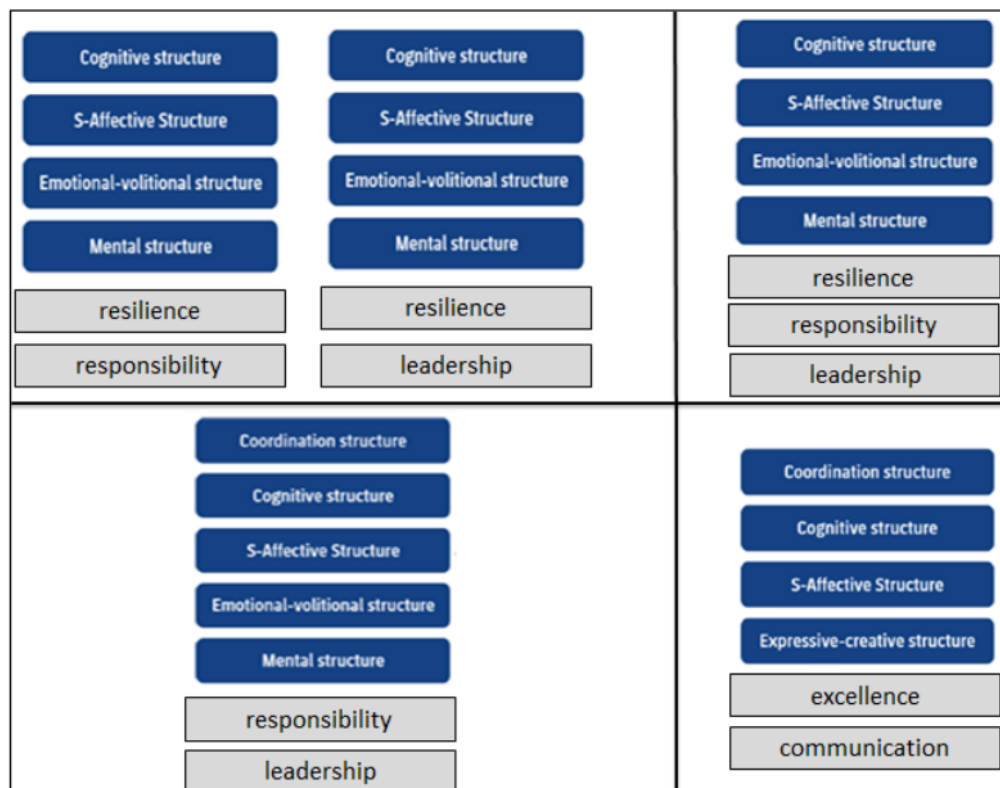 Cognitive structure
S-Affective Structure
Emotional-volitional structure
Mental structure
resilience
responsibility
Cognitive structure
S-Affective Structure
Emotional-volitional structure
Mental structure
resilience
leadership
Cognitive structure
S-Affective Structure
Emotional-volitional structure
Mental structure
resilience
responsibility
leadership
Coordination structure
Cognitive structure
S-Affective Structure
Emotional-volitional structure
Mental structure
responsibility
leadership
Coordination structure
Cognitive structure
S-Affective Structure
Expressive-creative structure
excellence
communication